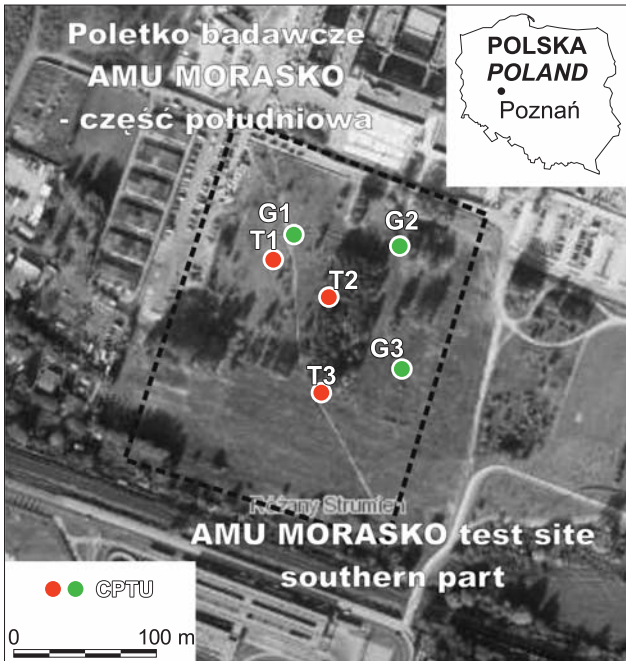 Poletko badawcze
AMU MORASKO
- część południowa
POLSKA
POLAND
Poznań
G1
G2
T1
T2
G3
T3
Różany Strumień
AMU MORASKO test site
southern part
CPTU
0 100 m